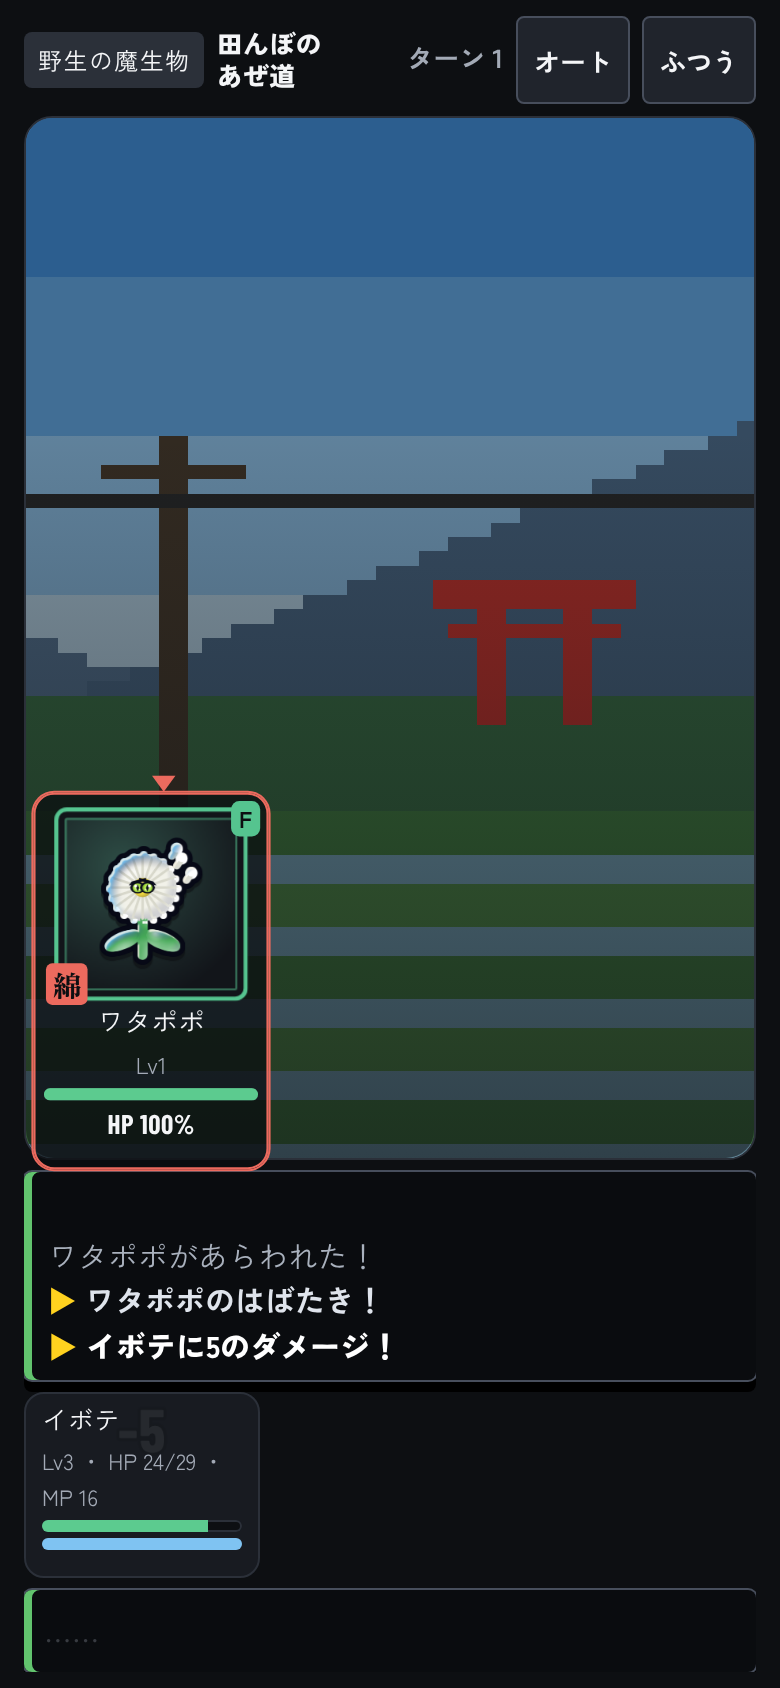 野生の魔生物
田んぼの
あぜ道
ターン 1
オート
ふつう
F
綿
ワタポポ
Lv1
HP 100%
ワタポポがあらわれた！
▶ ワタポポのはばたき！
▶ イボテに5のダメージ！
イボテ
-5
Lv3 ・ HP 24/29 ・
MP 16
……